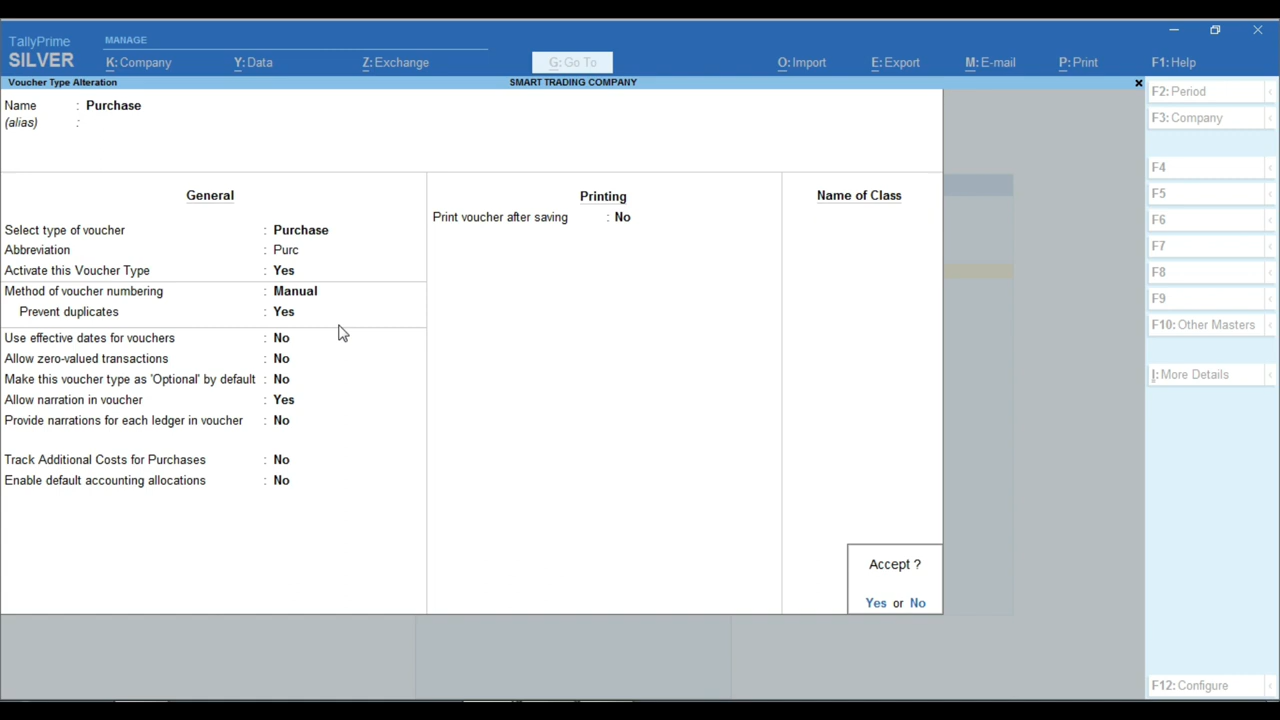 TallyPrime
SILVER
MANAGE
K: Company
Y: Data
Z: Exchange
G: Go To
O: Import
E: Export
M: E-mail
P: Print
F1: Help
Voucher Type Alteration
SMART TRADING COMPANY
Name : Purchase
(alias) :
General
Select type of voucher : Purchase
Abbreviation : Purc
Activate this Voucher Type : Yes
Method of voucher numbering : Manual
Prevent duplicates : Yes
Use effective dates for vouchers : No
Allow zero-valued transactions : No
Make this voucher type as 'Optional' by default : No
Allow narration in voucher : Yes
Provide narrations for each ledger in voucher : No
Track Additional Costs for Purchases : No
Enable default accounting allocations : No
Printing
Print voucher after saving : No
Name of Class
Accept ?
Yes or No
F2: Period
F3: Company
F4
F5
F6
F7
F8
F9
F10: Other Masters
I: More Details
F12: Configure